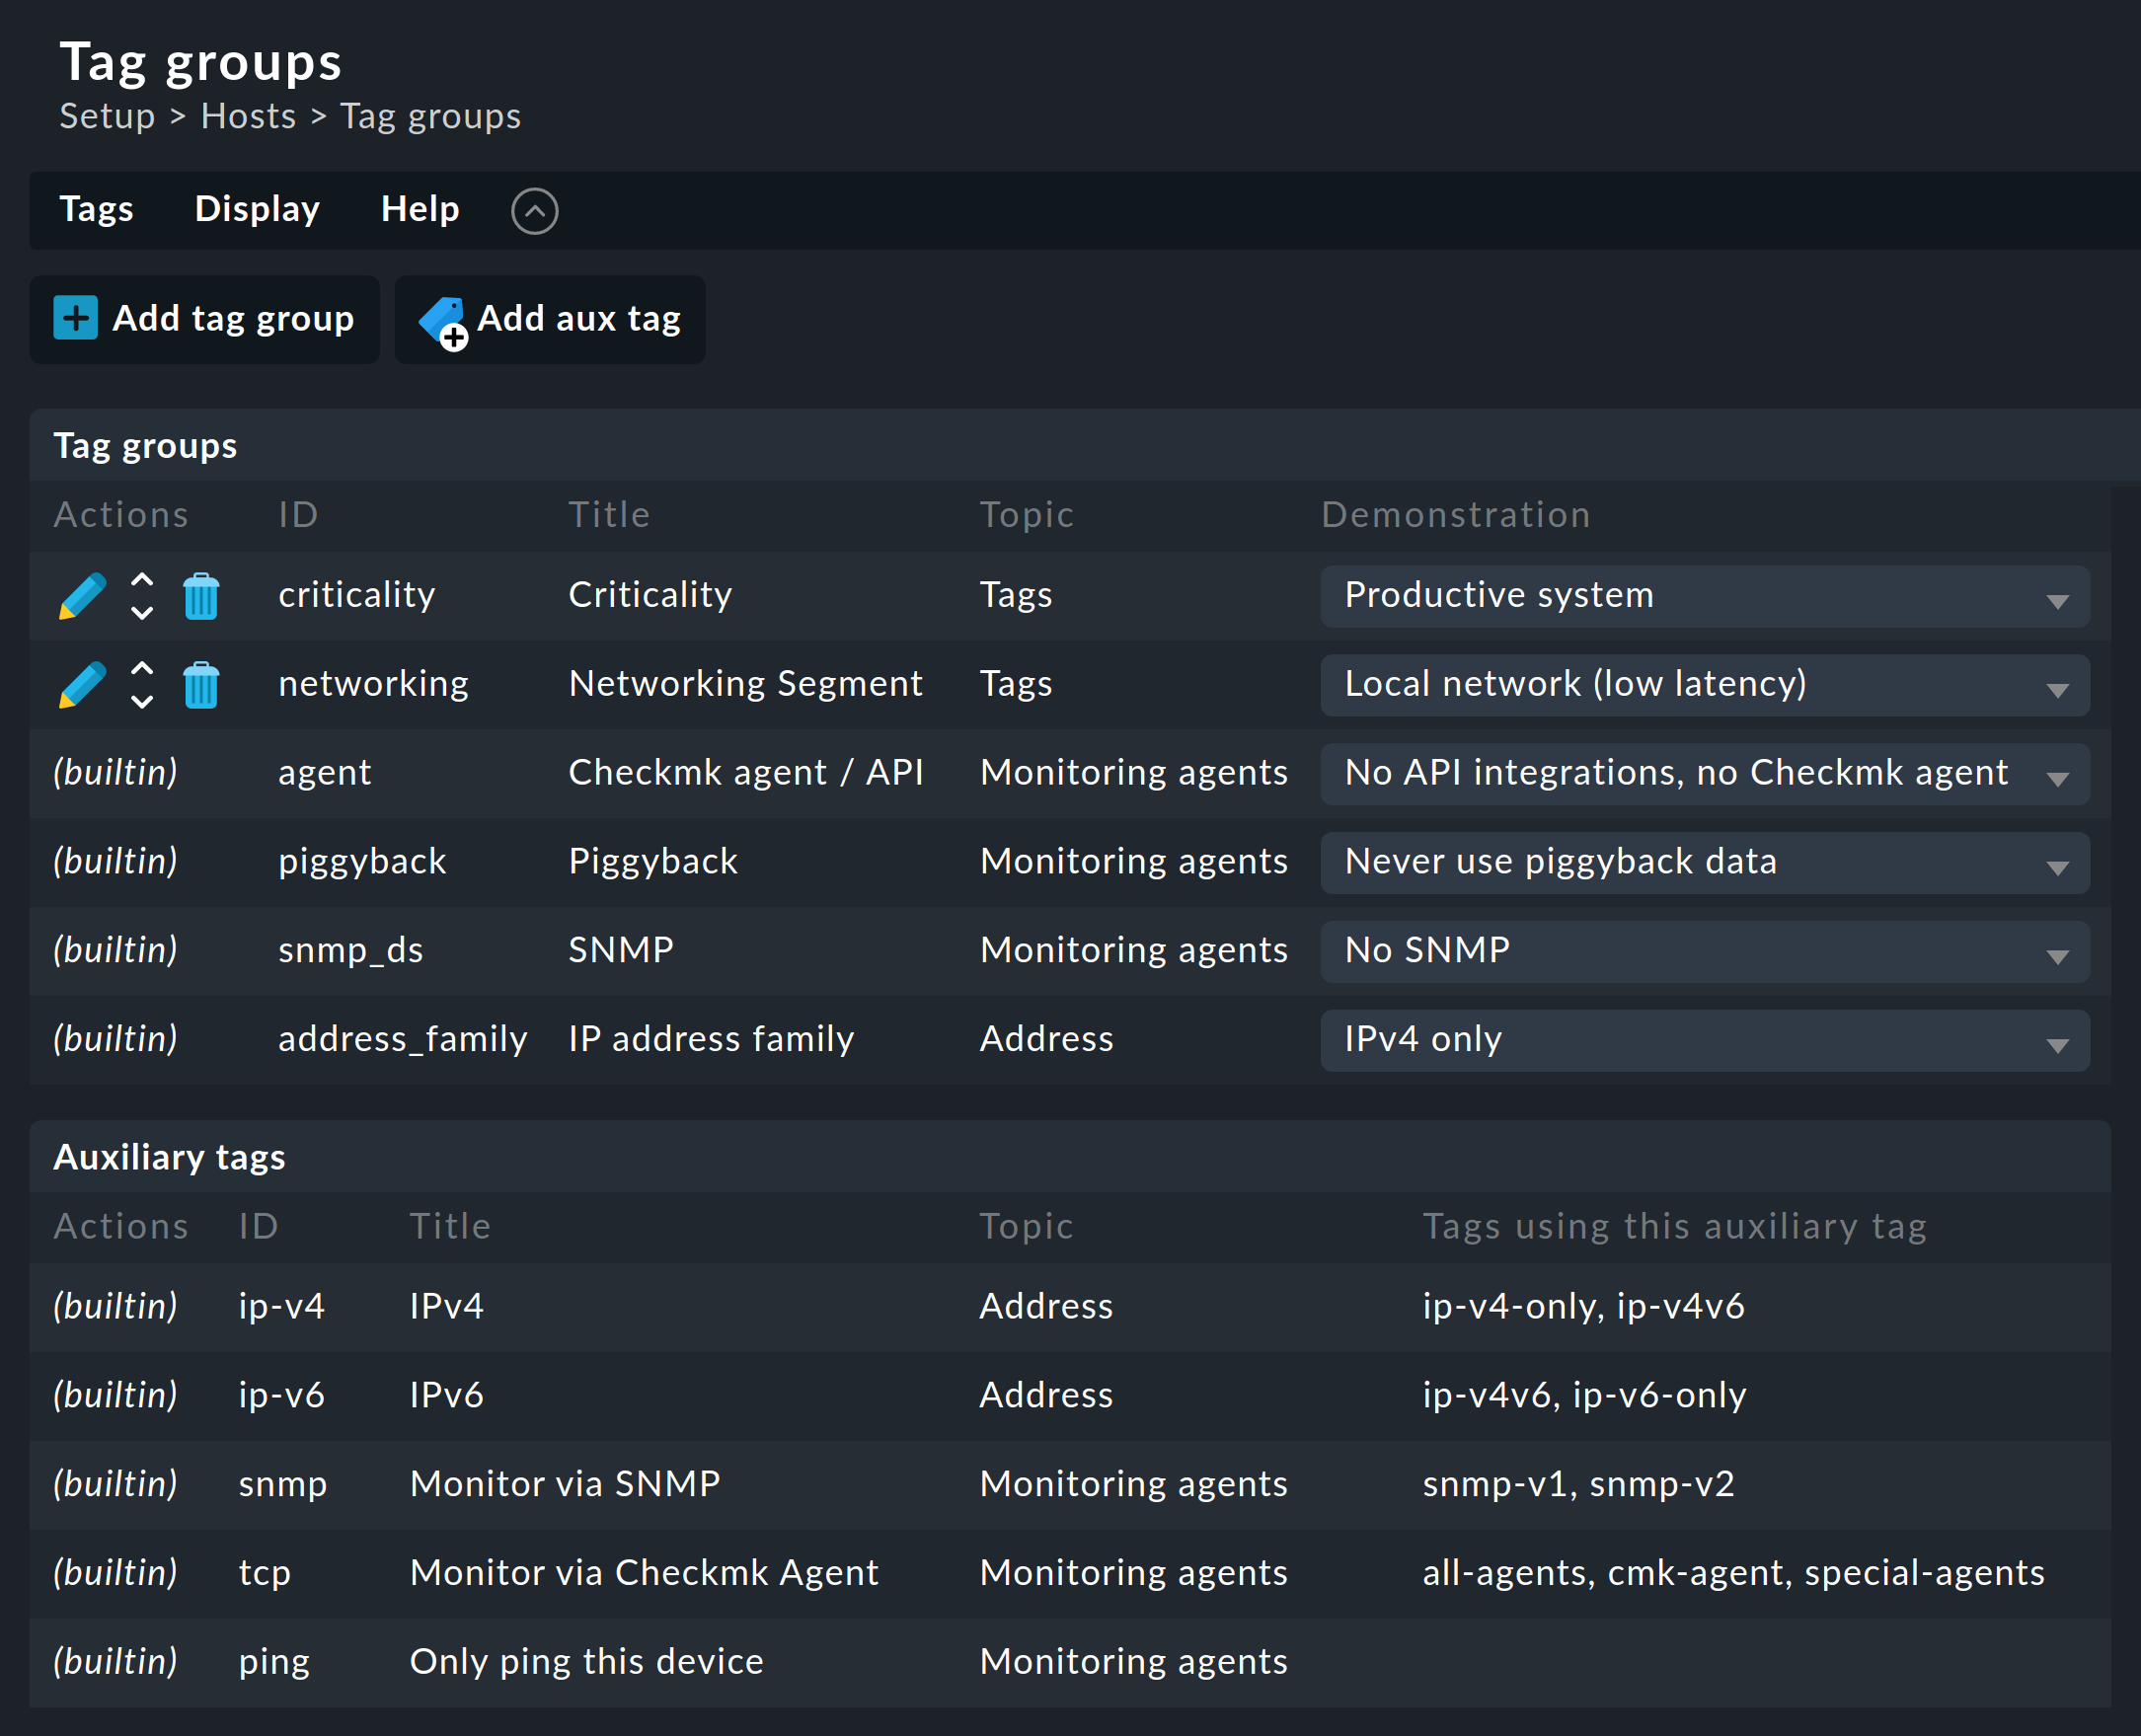 Tag groups
Setup > Hosts > Tag groups
Tags Display Help
Add tag group Add aux tag
Tag groups
Actions ID Title Topic Demonstration
criticality Criticality Tags Productive system
networking Networking Segment Tags Local network (low latency)
(builtin) agent Checkmk agent / API Monitoring agents No API integrations, no Checkmk agent
(builtin) piggyback Piggyback Monitoring agents Never use piggyback data
(builtin) snmp_ds SNMP Monitoring agents No SNMP
(builtin) address_family IP address family Address IPv4 only
Auxiliary tags
Actions ID Title Topic Tags using this auxiliary tag
(builtin) ip-v4 IPv4 Address ip-v4-only, ip-v4v6
(builtin) ip-v6 IPv6 Address ip-v4v6, ip-v6-only
(builtin) snmp Monitor via SNMP Monitoring agents snmp-v1, snmp-v2
(builtin) tcp Monitor via Checkmk Agent Monitoring agents all-agents, cmk-agent, special-agents
(builtin) ping Only ping this device Monitoring agents